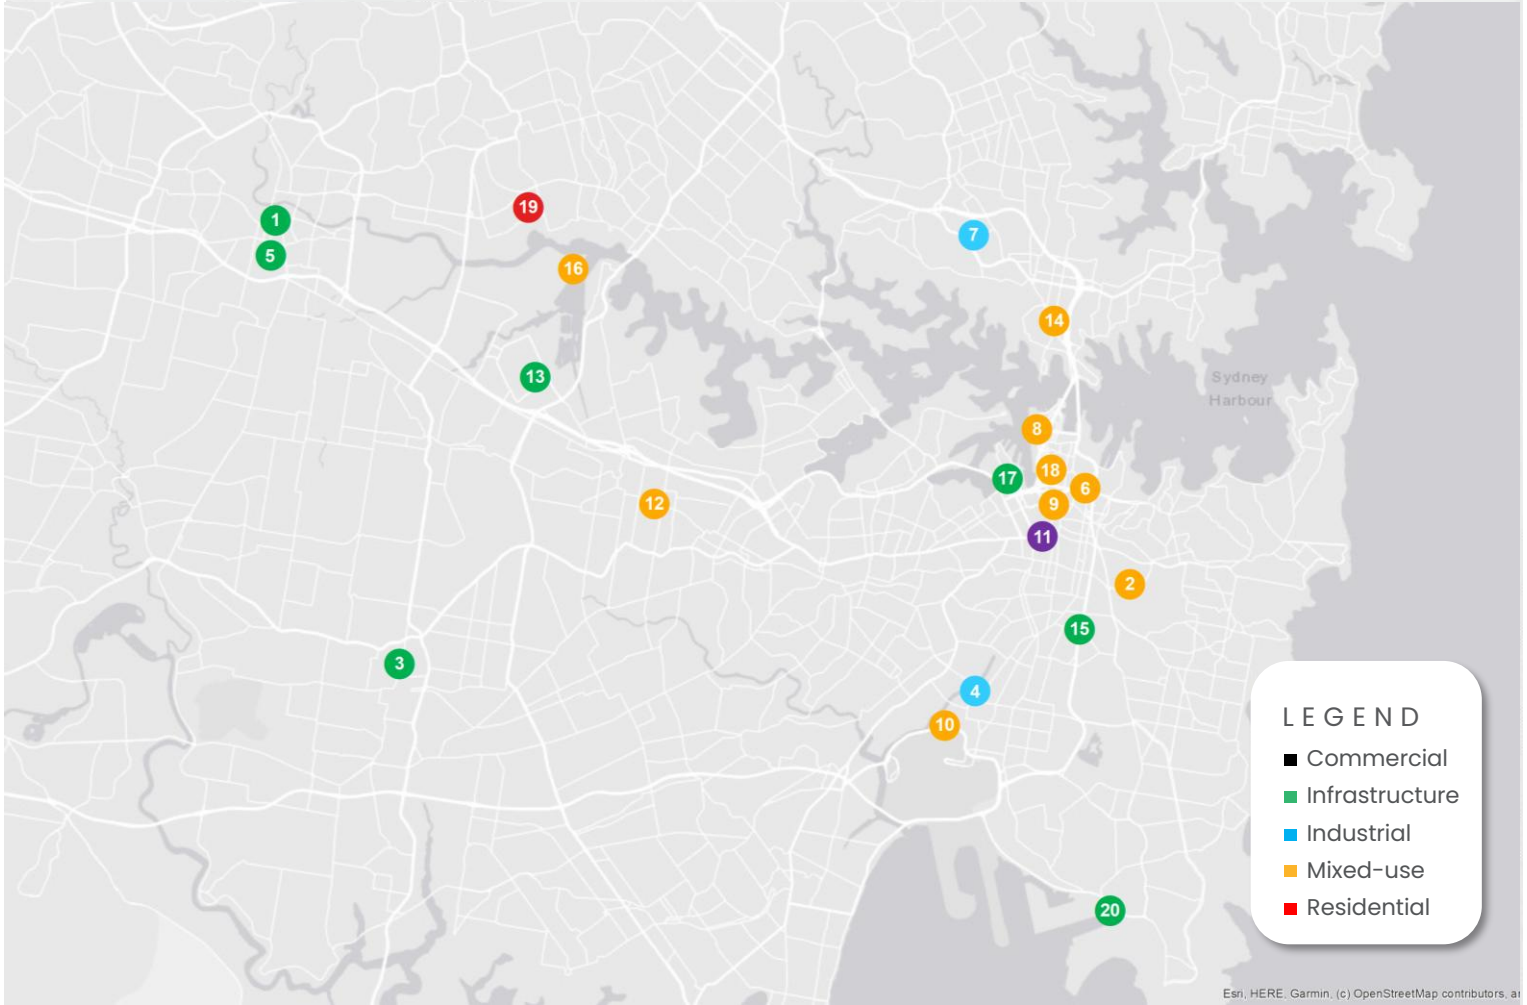 19
1
7
5
16
14
13
Sydney
Harbour
8
18
17
6
12
9
11
2
15
3
4
10
LEGEND
Commercial
Infrastructure
Industrial
Mixed-use
Residential
20
Esri, HERE, Garmin, (c) OpenStreetMap contributors,